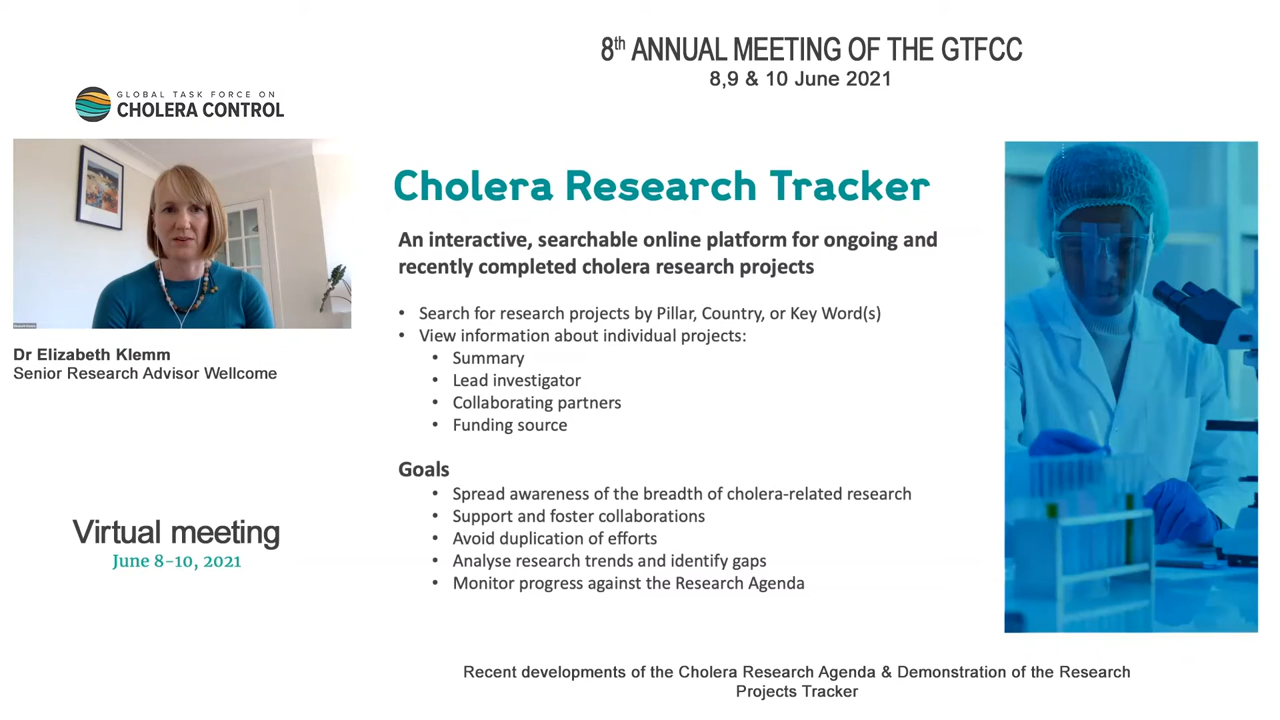 8th ANNUAL MEETING OF THE GTFCC
8,9 & 10 June 2021
GLOBAL TASK FORCE ON
CHOLERA CONTROL
Cholera Research Tracker
An interactive, searchable online platform for ongoing and
recently completed cholera research projects
• Search for research projects by Pillar, Country, or Key Word(s)
• View information about individual projects:
• Summary
• Lead investigator
• Collaborating partners
• Funding source
Goals
• Spread awareness of the breadth of cholera-related research
• Support and foster collaborations
• Avoid duplication of efforts
• Analyse research trends and identify gaps
• Monitor progress against the Research Agenda
Dr Elizabeth Klemm
Senior Research Advisor Wellcome
Virtual meeting
June 8-10, 2021
Recent developments of the Cholera Research Agenda & Demonstration of the Research
Projects Tracker